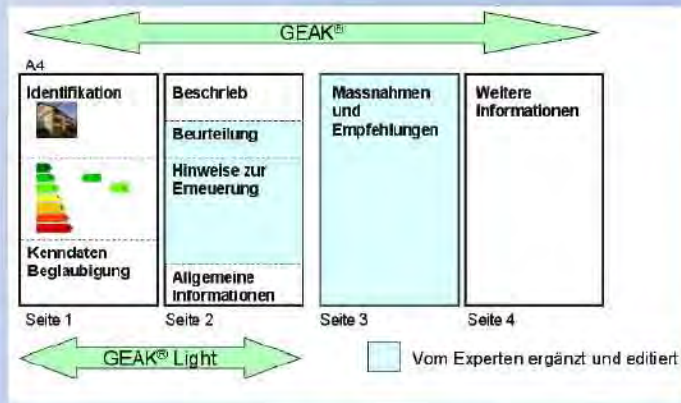 GEAK®
A4
Identifikation
Kenndaten
Beglaubigung
Seite 1
Beschrieb
Beurteilung
Hinweise zur
Erneuerung
Allgemeine
Informationen
Seite 2
Massnahmen
und
Empfehlungen
Seite 3
Weitere
Informationen
Seite 4
GEAK® Light
Vom Experten ergänzt und editiert